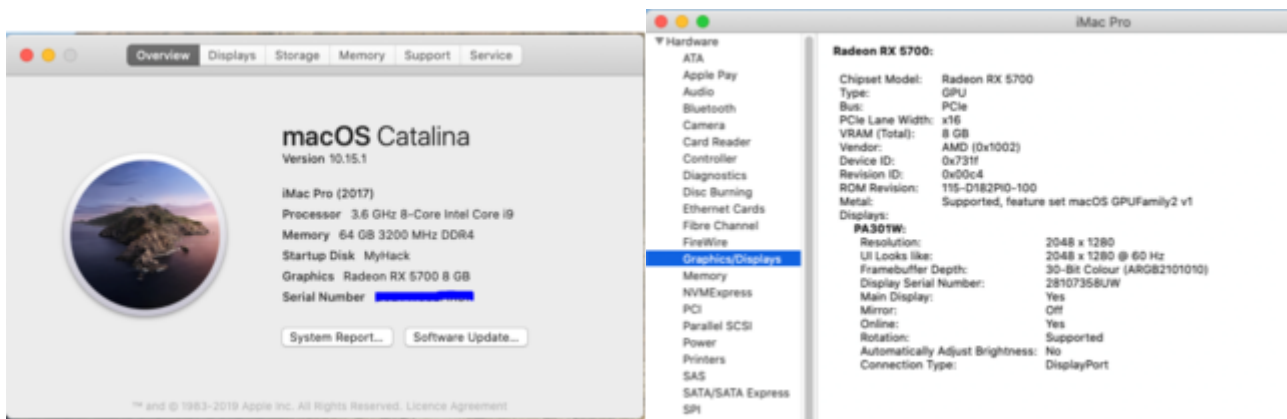 Overview Displays Storage Memory Support Service
macOS Catalina
Version 10.15.1
iMac Pro (2017)
Processor 3.6 GHz 8-Core Intel Core i9
Memory 64 GB 3200 MHz DDR4
Startup Disk MyHack
Graphics Radeon RX 5700 8 GB
Serial Number
System Report... Software Update...
™ and © 1983-2019 Apple Inc. All Rights Reserved. Licence Agreement
iMac Pro
Hardware
ATA
Apple Pay
Audio
Bluetooth
Camera
Card Reader
Controller
Diagnostics
Disc Burning
Ethernet Cards
Fibre Channel
FireWire
Graphics/Displays
Memory
NVMExpress
PCI
Parallel SCSI
Power
Printers
SAS
SATA/SATA Express
SPI
Radeon RX 5700:
Chipset Model: Radeon RX 5700
Type: GPU
Bus: PCIe
PCIe Lane Width: x16
VRAM (Total): 8 GB
Vendor: AMD (0x1002)
Device ID: 0x731f
Revision ID: 0x00c4
ROM Revision: 115-D182PI0-100
Metal: Supported, feature set macOS GPUFamily2 v1
Displays:
PA301W:
Resolution: 2048 x 1280
UI Looks like: 2048 x 1280 @ 60 Hz
Framebuffer Depth: 30-Bit Colour (ARGB2101010)
Display Serial Number: 28107358UW
Main Display: Yes
Mirror: Off
Online: Yes
Rotation: Supported
Automatically Adjust Brightness: No
Connection Type: DisplayPort